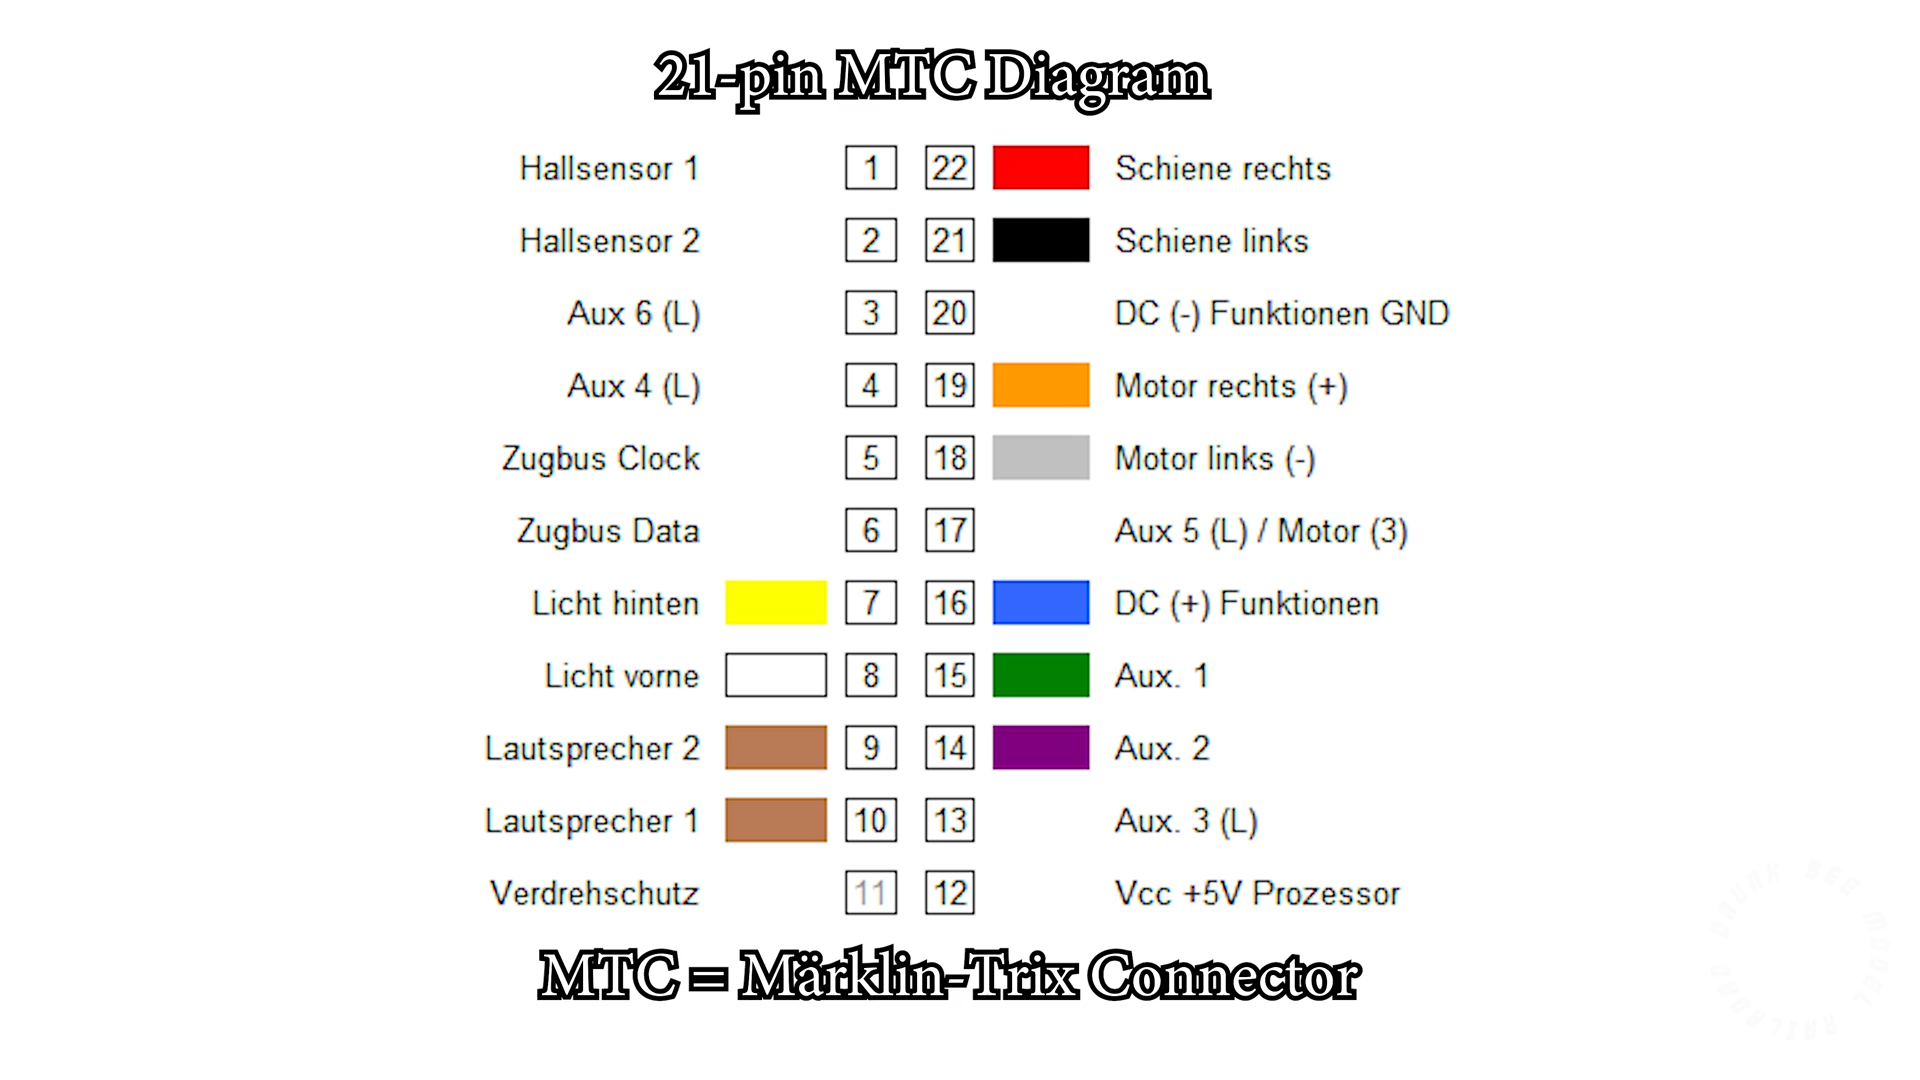 21-pin MTC Diagram
Hallsensor 1 1 22 Schiene rechts
Hallsensor 2 2 21 Schiene links
Aux 6 (L) 3 20 DC (-) Funktionen GND
Aux 4 (L) 4 19 Motor rechts (+)
Zugbus Clock 5 18 Motor links (-)
Zugbus Data 6 17 Aux 5 (L) / Motor (3)
Licht hinten 7 16 DC (+) Funktionen
Licht vorne 8 15 Aux. 1
Lautsprecher 2 9 14 Aux. 2
Lautsprecher 1 10 13 Aux. 3 (L)
Verdrehschutz 11 12 Vcc +5V Prozessor
MTC = Märklin-Trix Connector